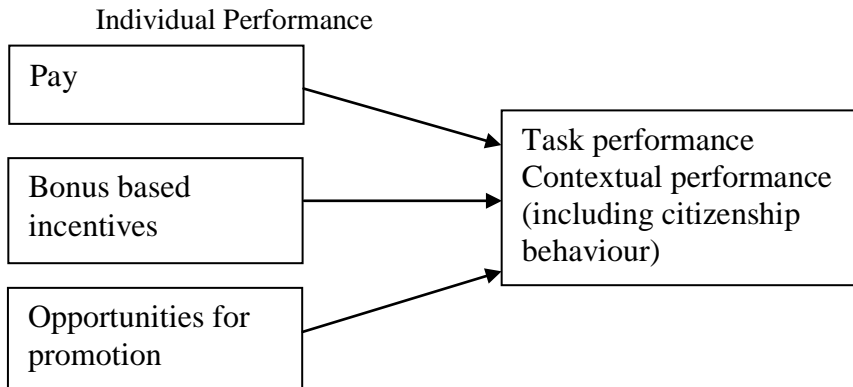 Individual Performance
Pay
Bonus based
incentives
Opportunities for
promotion
Task performance
Contextual performance
(including citizenship
behaviour)